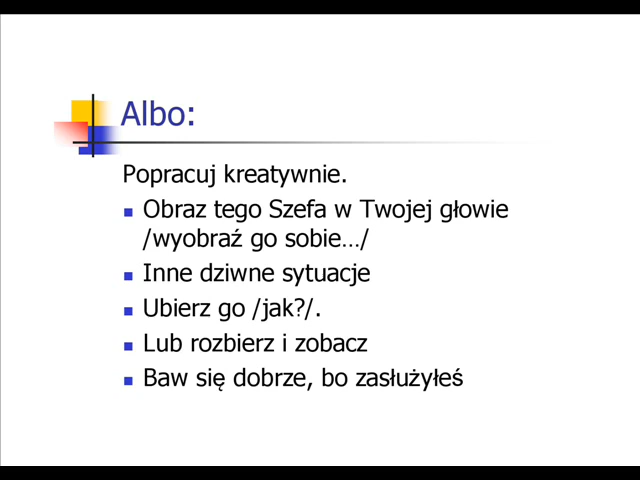 Albo:
Popracuj kreatywnie.
Obraz tego Szefa w Twojej głowie
/wyobraź go sobie…/
Inne dziwne sytuacje
Ubierz go /jak?/.
Lub rozbierz i zobacz
Baw się dobrze, bo zasłużyłeś